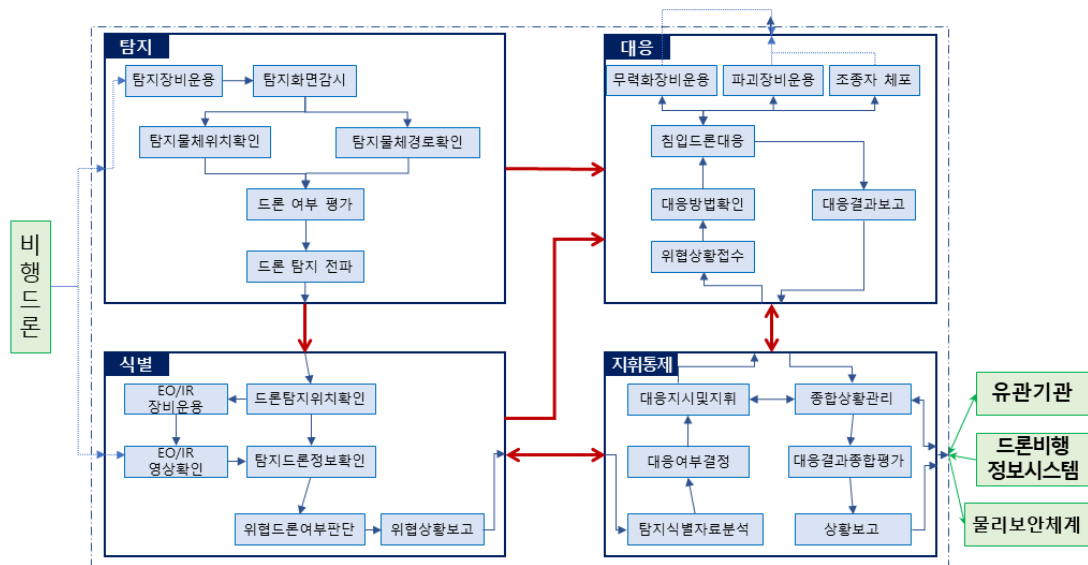 비
행
드
론
탐지
탐지장비운용
탐지화면감시
탐지물체위치확인
탐지물체경로확인
드론 여부 평가
드론 탐지 전파
대응
무력화장비운용
파괴장비운용
조종자 체포
침입드론대응
대응방법확인
대응결과보고
위협상황접수
식별
EO/IR
장비운용
드론탐지위치확인
EO/IR
영상확인
탐지드론정보확인
위협드론여부판단
위협상황보고
지휘통제
대응지시및지휘
종합상황관리
대응여부결정
대응결과종합평가
탐지식별자료분석
상황보고
유관기관
드론비행
정보시스템
물리보안체계